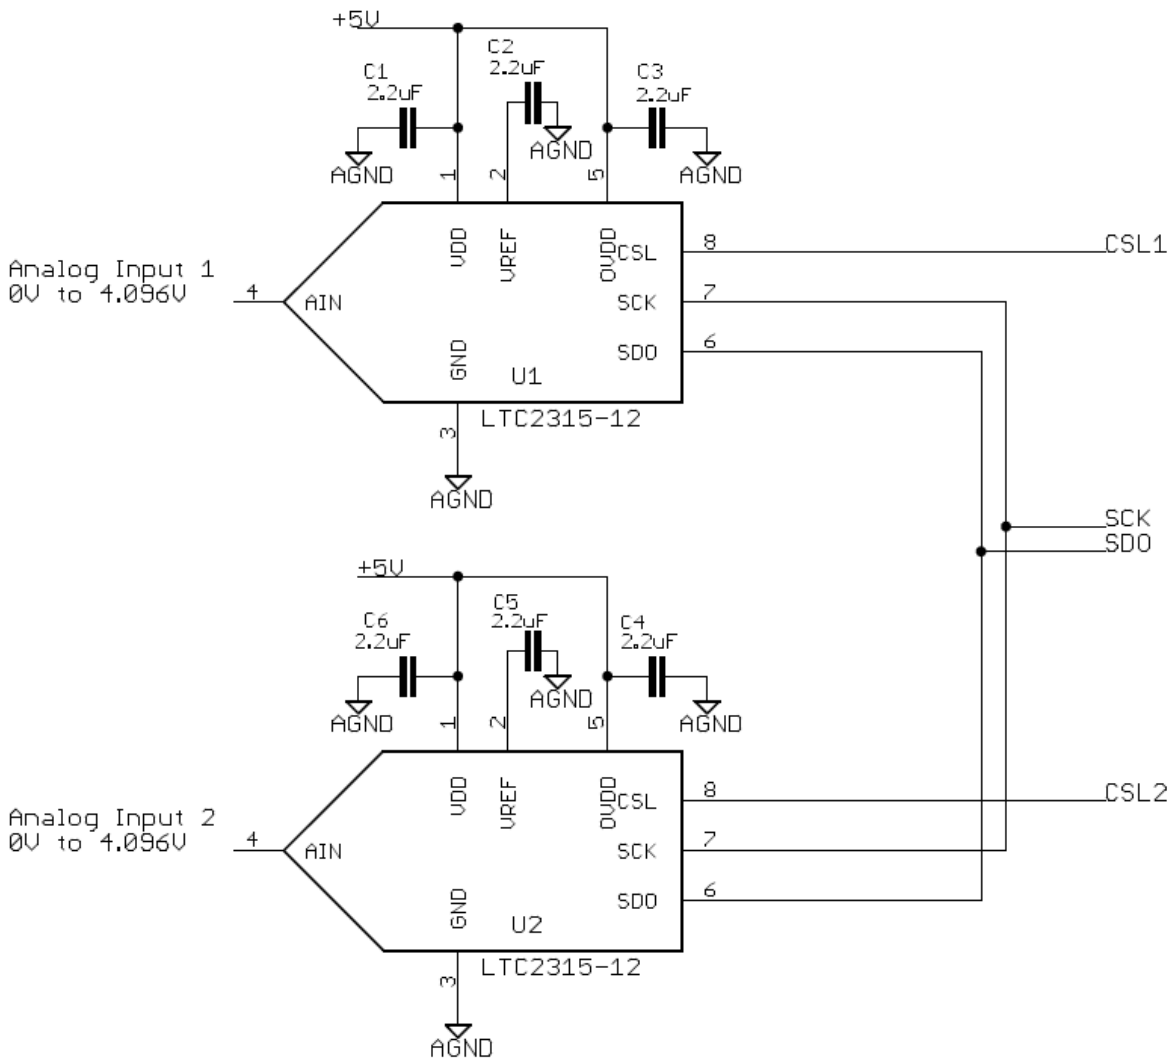 +5V
C1
2.2uF
C2
2.2uF
C3
2.2uF
AGND
AGND
AGND
1
2
5
VDD
VREF
OVDD
CSL
8
CSL1
Analog Input 1
0V to 4.096V
4
AIN
SCK
7
SDO
6
GND
U1
LTC2315-12
3
AGND
SCK
SDO
+5V
C6
2.2uF
C5
2.2uF
C4
2.2uF
AGND
AGND
AGND
1
2
5
VDD
VREF
OVDD
CSL
8
CSL2
Analog Input 2
0V to 4.096V
4
AIN
SCK
7
SDO
6
GND
U2
LTC2315-12
3
AGND